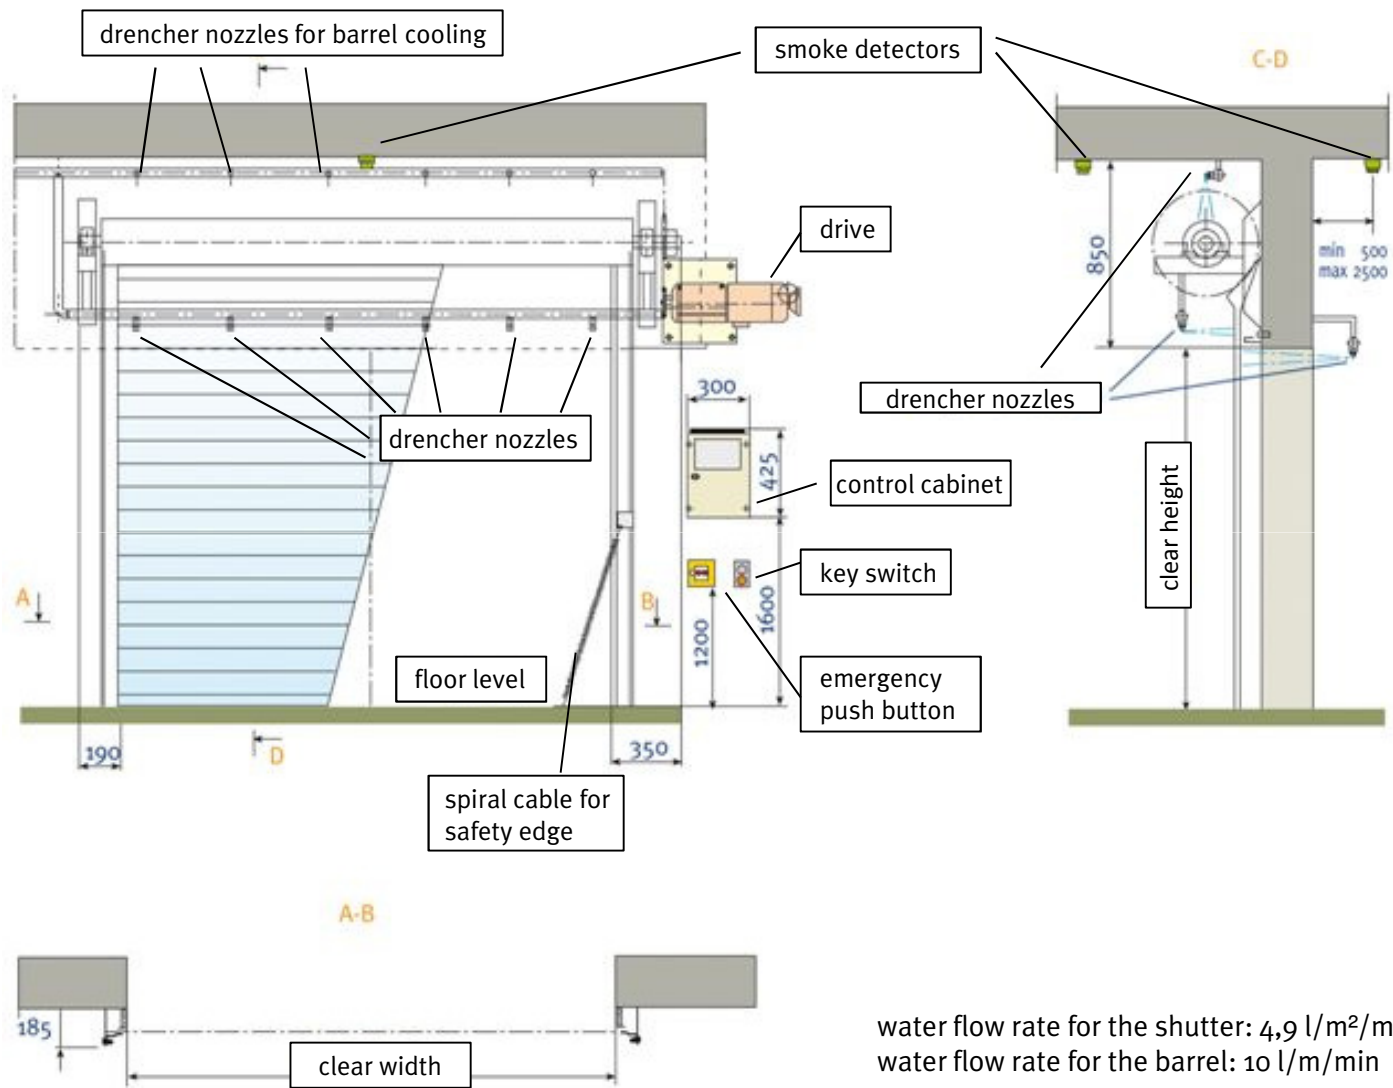 drencher nozzles for barrel cooling
smoke detectors
C-D
drive
850
min 500
max 2500
drencher nozzles
300
drencher nozzles
425
control cabinet
clear height
key switch
A
B
1200
1600
floor level
emergency
push button
190
D
350
spiral cable for
safety edge
A-B
185
clear width
water flow rate for the shutter: 4,9 l/m²/m
water flow rate for the barrel: 10 l/m/min